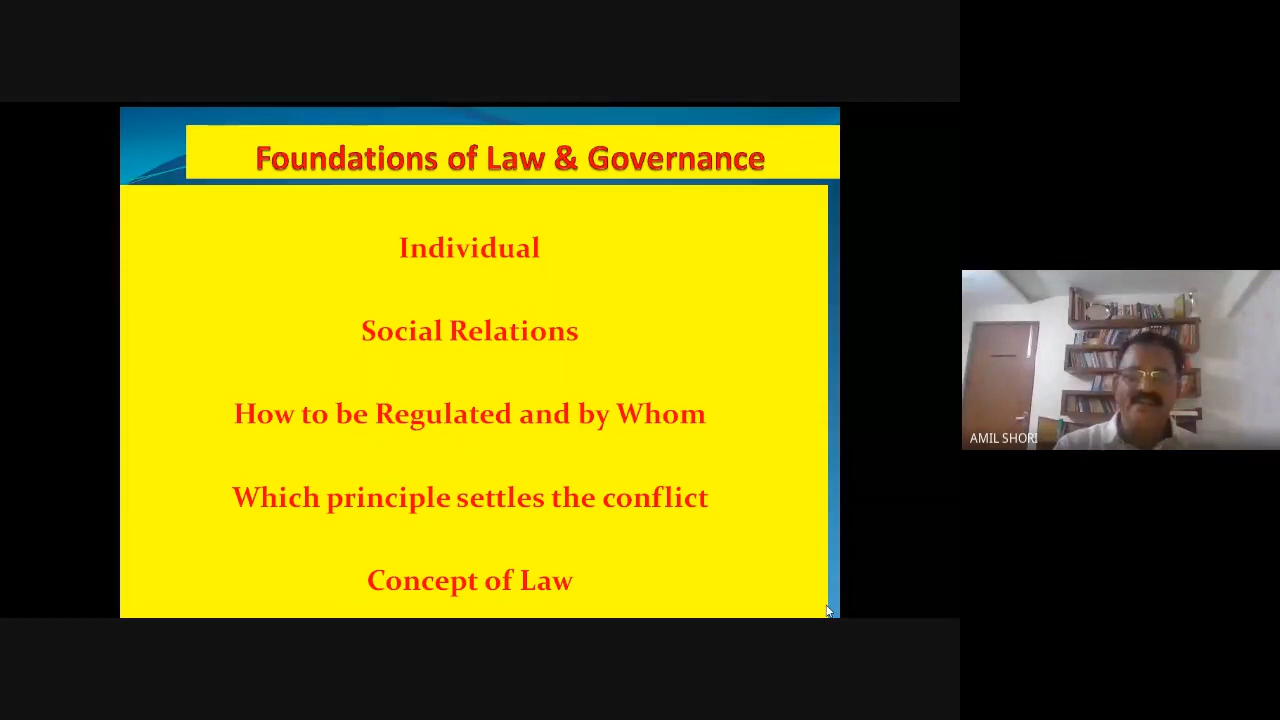 Foundations of Law & Governance
Individual
Social Relations
How to be Regulated and by Whom
Which principle settles the conflict
Concept of Law
AMIL SHORI